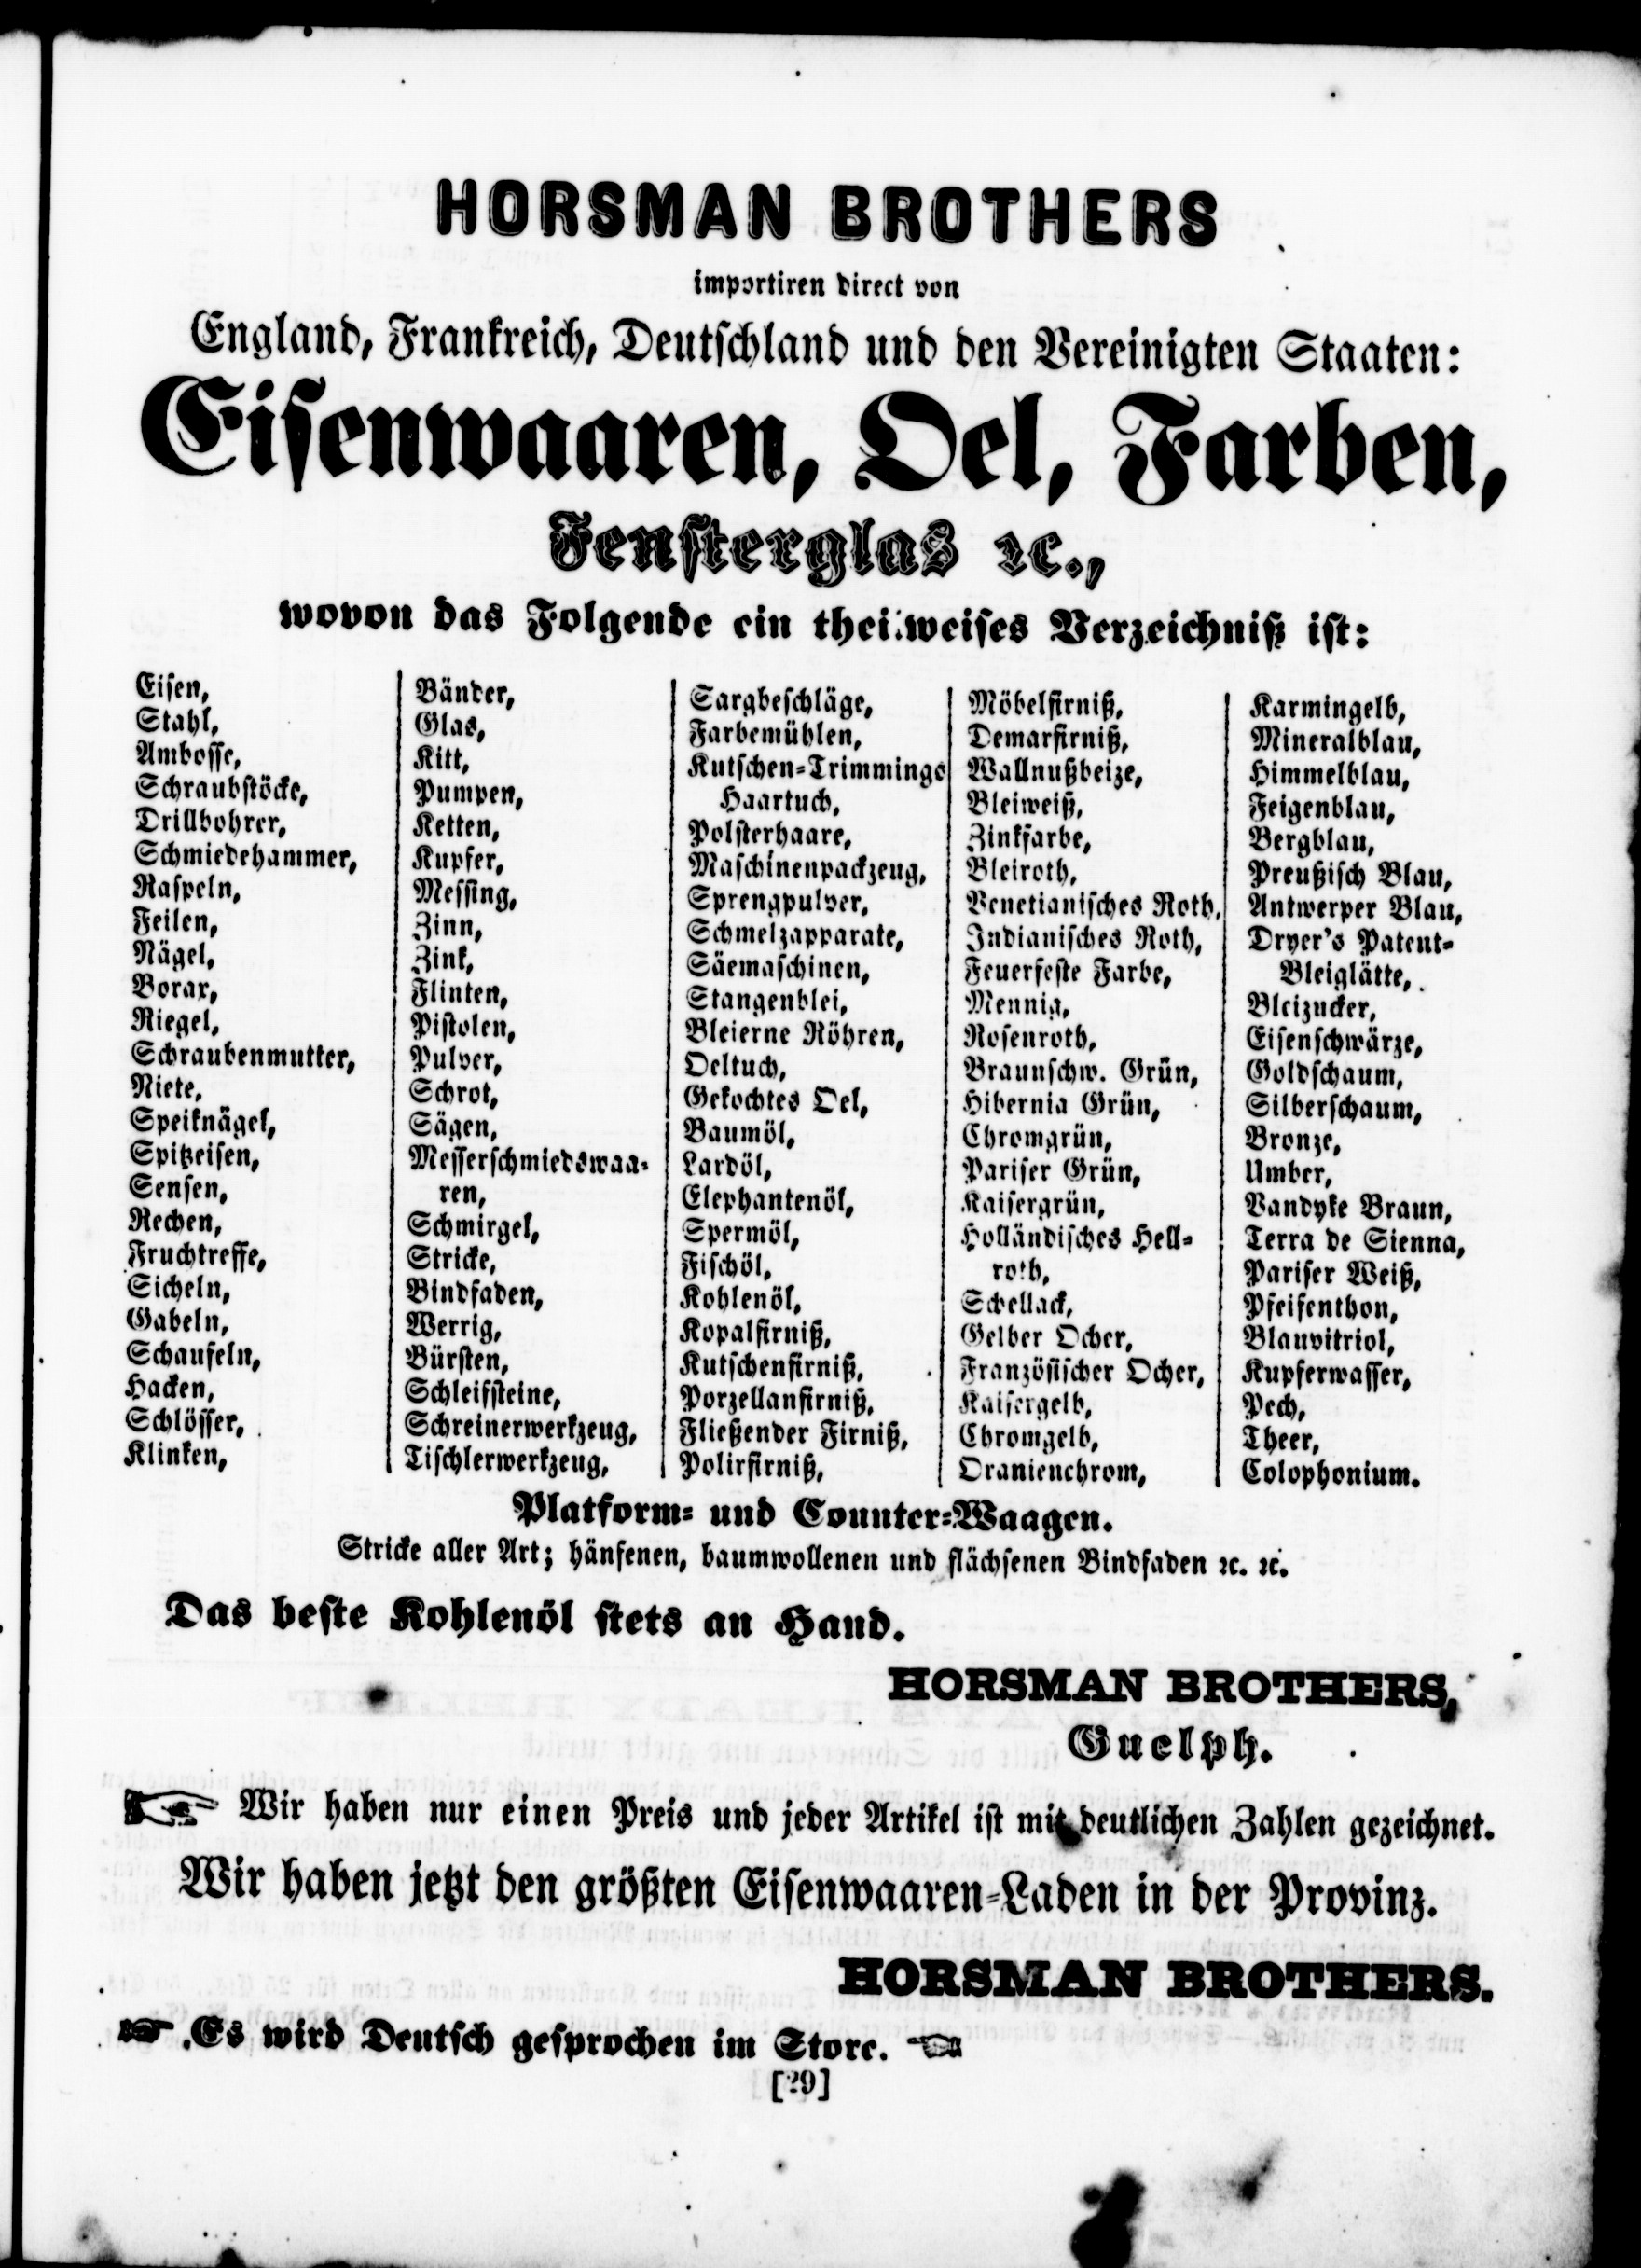 HORSMAN BROTHERS
importiren direct von
England, Frankreich, Deutschland und den Vereinigten Staaten:
Eisenwaaren, Oel, Farben,
Fensterglas ꝛc.,
wovon das Folgende ein theilweises Verzeichniß ist:
Eisen,
Stahl,
Ambosse,
Schraubstöcke,
Drillbohrer,
Schmiedehammer,
Raspeln,
Feilen,
Nägel,
Borax,
Riegel,
Schraubenmutter,
Niete,
Speiknägel,
Spitzeisen,
Sensen,
Rechen,
Fruchtreffe,
Sicheln,
Gabeln,
Schaufeln,
Hacken,
Schlösser,
Klinken,
Bänder,
Glas,
Kitt,
Pumpen,
Ketten,
Kupfer,
Messing,
Zinn,
Zink,
Flinten,
Pistolen,
Pulver,
Schrot,
Sägen,
Messerschmiedswaa-
ren,
Schmirgel,
Stricke,
Bindfaden,
Werrig,
Bürsten,
Schleifsteine,
Schreinerwerkzeug,
Tischlerwerkzeug,
Sargbeschläge,
Farbemühlen,
Kutschen-Trimmings
Haartuch,
Polsterhaare,
Maschinenpackzeug,
Sprengpulver,
Schmelzapparate,
Säemaschinen,
Stangenblei,
Bleierne Röhren,
Oeltuch,
Gekochtes Oel,
Baumöl,
Lardöl,
Elephantenöl,
Spermöl,
Fischöl,
Kohlenöl,
Kopalfirniß,
Kutschenfirniß,
Porzellanfirniß,
Fließender Firniß,
Polirfirniß,
Möbelfirniß,
Demarfirniß,
Wallnußbeize,
Bleiweiß,
Zinkfarbe,
Bleiroth,
Venetianisches Roth,
Indianisches Roth,
Feuerfeste Farbe,
Mennig,
Rosenroth,
Braunschw. Grün,
Hibernia Grün,
Chromgrün,
Pariser Grün,
Kaisergrün,
Holländisches Hell-
roth,
Schellack,
Gelber Ocher,
Französischer Ocher,
Kaisergelb,
Chromgelb,
Oranienchrom,
Karmingelb,
Mineralblau,
Himmelblau,
Feigenblau,
Bergblau,
Preußisch Blau,
Antwerper Blau,
Dryer's Patent-
Bleiglätte,
Bleizucker,
Eisenschwärze,
Goldschaum,
Silberschaum,
Bronze,
Umber,
Vandyke Braun,
Terra de Sienna,
Pariser Weiß,
Pfeifenthon,
Blauvitriol,
Kupferwasser,
Pech,
Theer,
Colophonium.
Platform- und Counter-Waagen.
Stricke aller Art; hänfenen, baumwollenen und flächsenen Bindfaden ꝛc. ꝛc.
Das beste Kohlenöl stets an Hand.
HORSMAN BROTHERS,
Guelph.
☞ Wir haben nur einen Preis und jeder Artikel ist mit deutlichen Zahlen gezeichnet.
Wir haben jetzt den größten Eisenwaaren-Laden in der Provinz.
HORSMAN BROTHERS.
☞ Es wird Deutsch gesprochen im Store. ☜
[29]